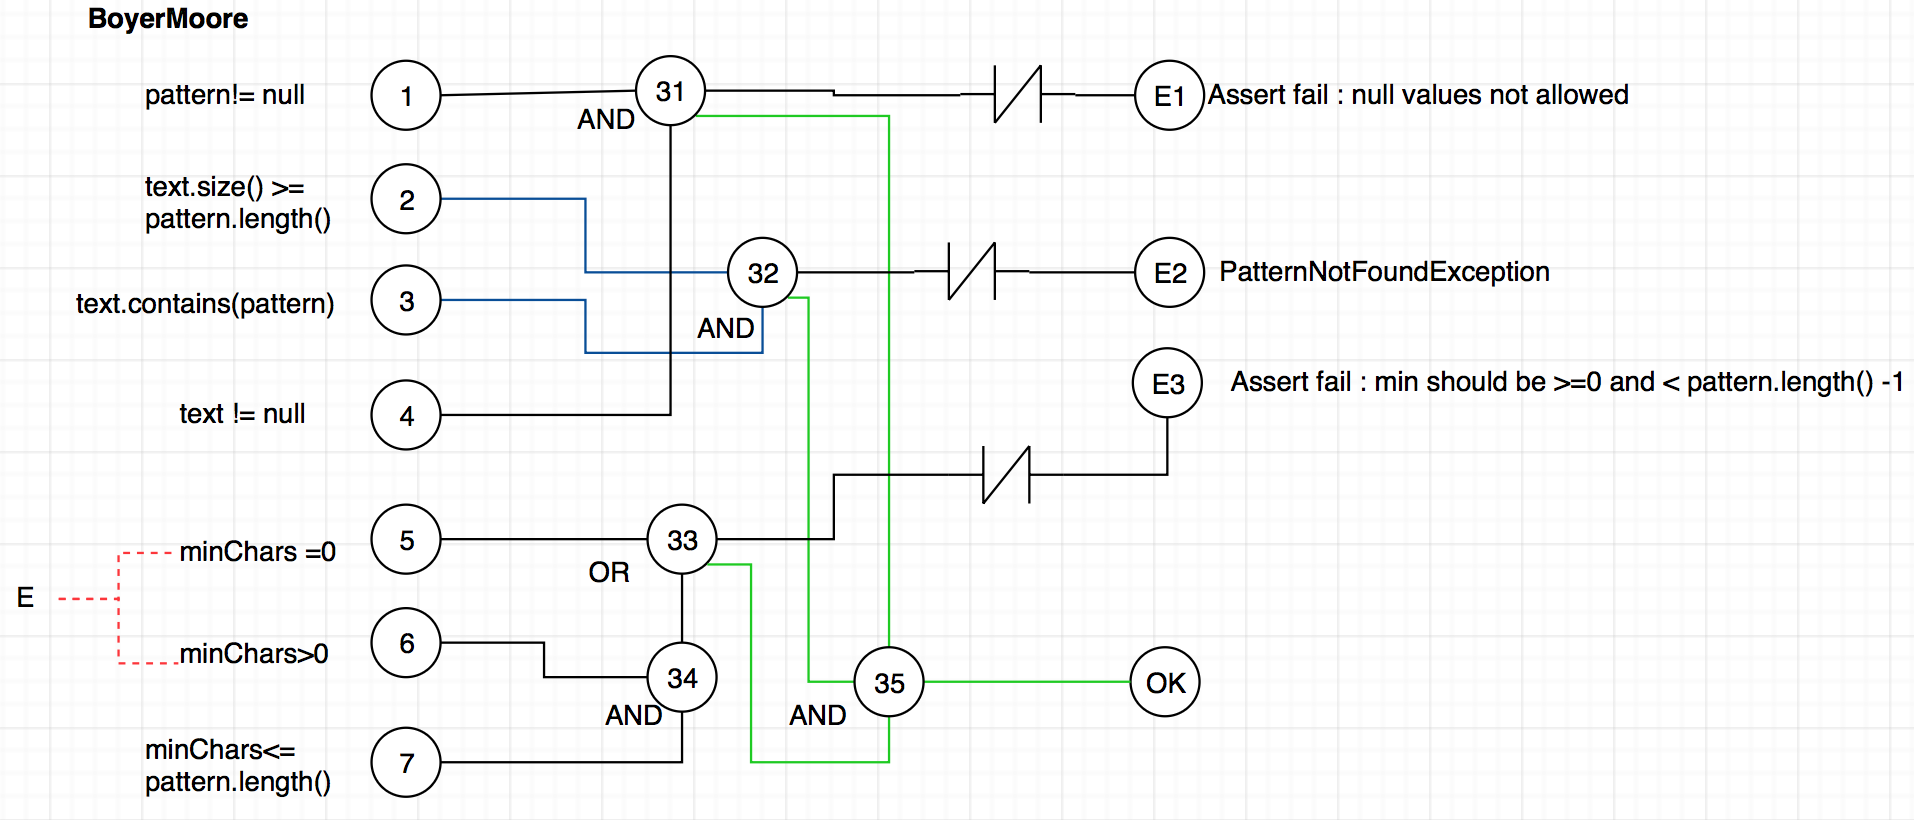 BoyerMoore
pattern!= null
1
31
AND
E1
Assert fail : null values not allowed
text.size() >=
pattern.length()
2
32
AND
E2
PatternNotFoundException
text.contains(pattern)
3
E3
Assert fail : min should be >=0 and < pattern.length() -1
text != null
4
minChars =0
5
33
OR
E
minChars>0
6
34
AND
35
AND
OK
minChars<=
pattern.length()
7